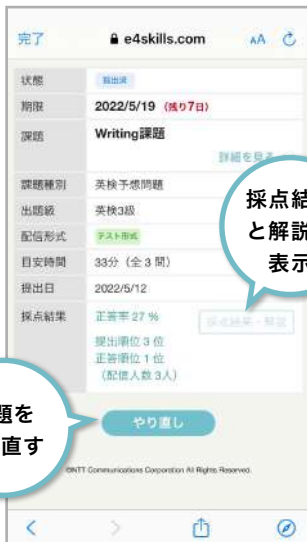 完了
e4skills.com
AA
状態
提出済
期限
2022/5/19 (残り7日)
課題
Writing課題
詳細を見る
課題種別
英検予想問題
出題級
英検3級
配信形式
テスト形式
目安時間
33分(全3問)
提出日
2022/5/12
採点結果
正答率 27 %
採点結果・解説
提出順位 3 位
正答順位 1 位
(配信人数 3人)
採点結
と解説
表示
題を
直す
やり直し
©NTT Communications Corporation All Rights Reserved.